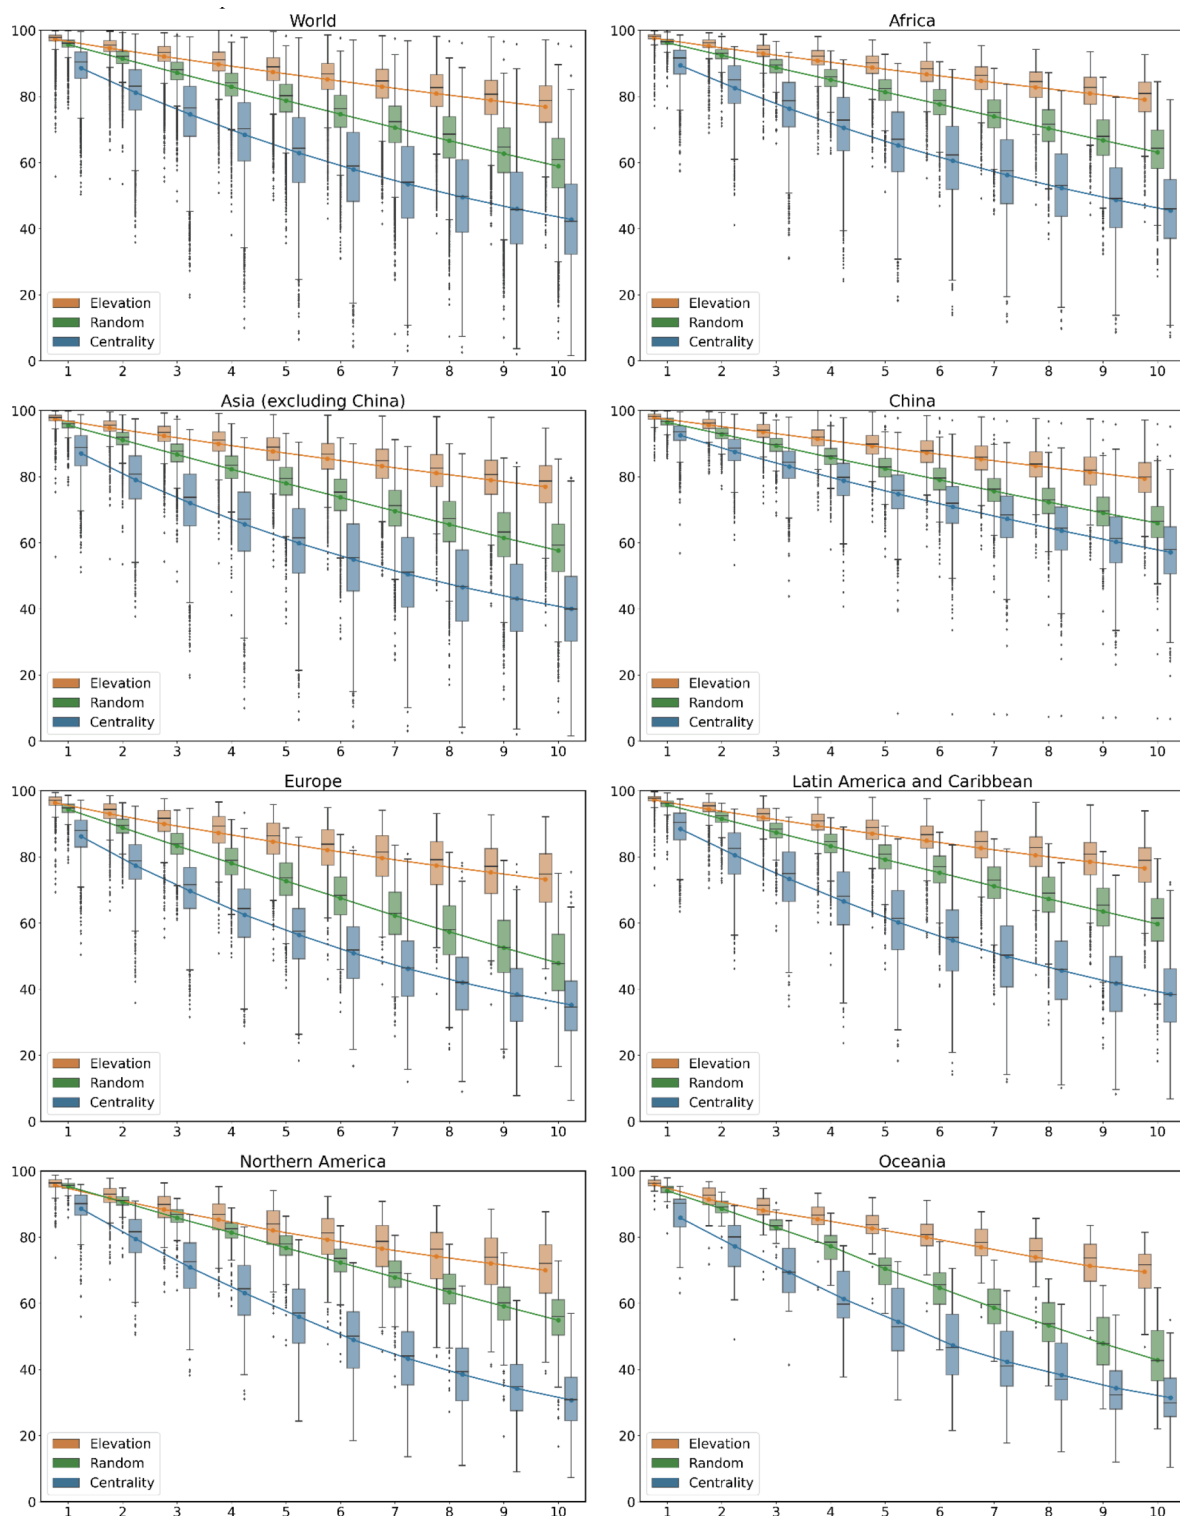 World
100
80
60
40
20
0
Elevation
Random
Centrality
1 2 3 4 5 6 7 8 9 10
Africa
100
80
60
40
20
0
Elevation
Random
Centrality
1 2 3 4 5 6 7 8 9 10
Asia (excluding China)
100
80
60
40
20
0
Elevation
Random
Centrality
1 2 3 4 5 6 7 8 9 10
China
100
80
60
40
20
0
Elevation
Random
Centrality
1 2 3 4 5 6 7 8 9 10
Europe
100
80
60
40
20
0
Elevation
Random
Centrality
1 2 3 4 5 6 7 8 9 10
Latin America and Caribbean
100
80
60
40
20
0
Elevation
Random
Centrality
1 2 3 4 5 6 7 8 9 10
Northern America
100
80
60
40
20
0
Elevation
Random
Centrality
1 2 3 4 5 6 7 8 9 10
Oceania
100
80
60
40
20
0
Elevation
Random
Centrality
1 2 3 4 5 6 7 8 9 10